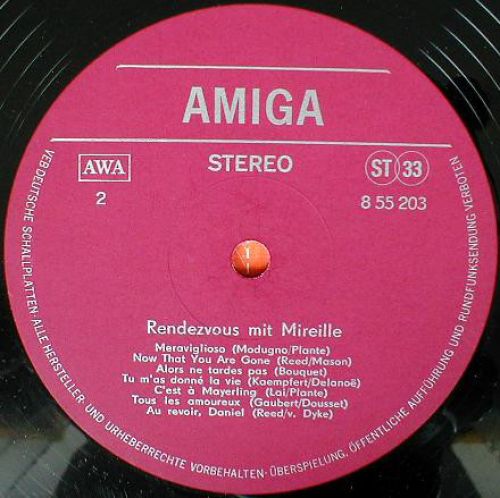 AMIGA
AWA
STEREO
ST 33
2
8 55 203
Rendezvous mit Mireille
Meraviglioso (Modugno/Plante)
Now That You Are Gone (Reed/Mason)
Alors ne tardes pas (Bouquet)
Tu m'as donné la vie (Kaempfert/Delanoë)
C'est à Mayerling (Lai/Plante)
Tous les amoureux (Gaubert/Dousset)
Au revoir, Daniel (Reed/v. Dyke)
VEB DEUTSCHE SCHALLPLATTEN · ALLE HERSTELLER- UND URHEBERRECHTE VORBEHALTEN · ÜBERSPIELUNG, ÖFFENTLICHE AUFFÜHRUNG UND RUNDFUNKSENDUNG VERBOTEN